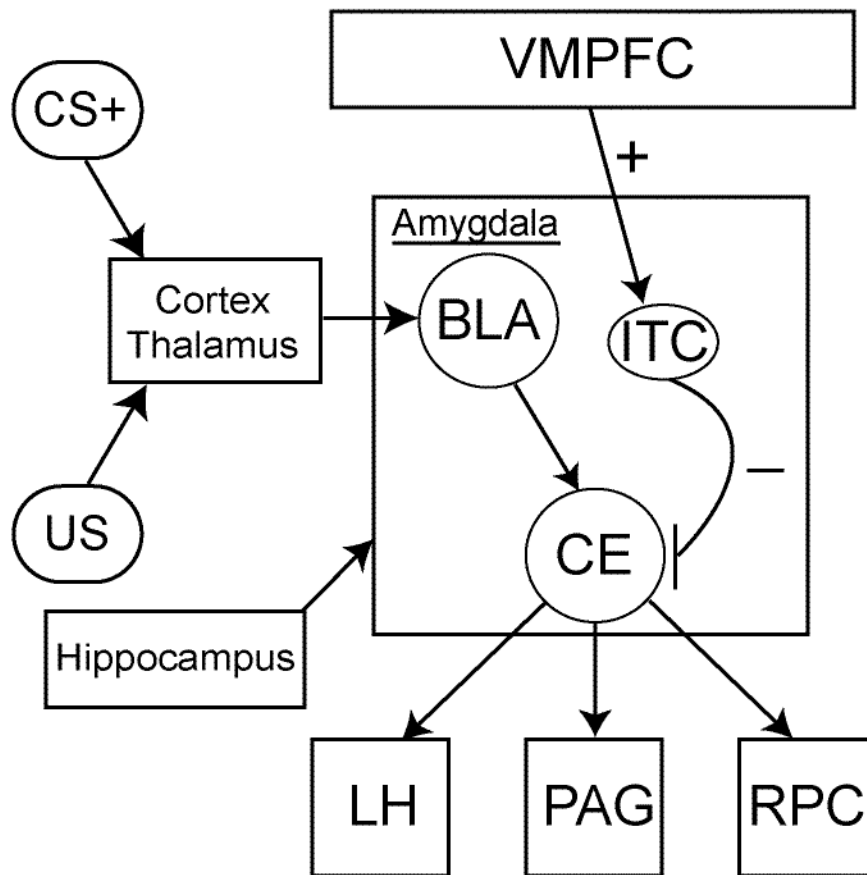 VMPFC
CS+
+
Amygdala
Cortex
Thalamus
BLA
ITC
—
US
CE
Hippocampus
LH
PAG
RPC